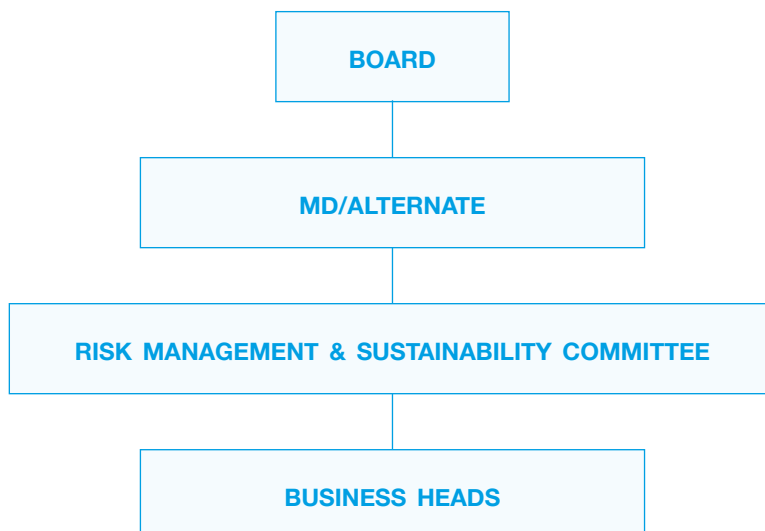 BOARD
MD/ALTERNATE
RISK MANAGEMENT & SUSTAINABILITY COMMITTEE
BUSINESS HEADS